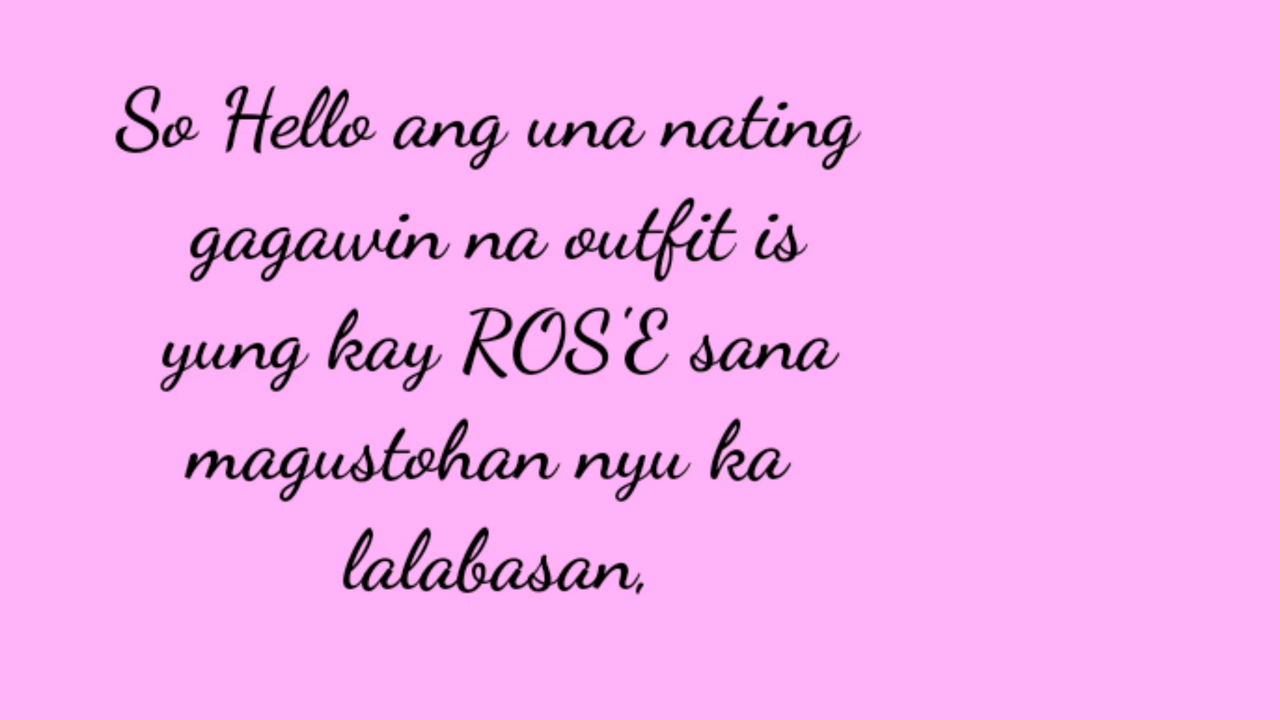 So Hello ang una nating
gagawin na outfit is
yung kay ROS'E sana
magustohan nyu ka
lalabasan,